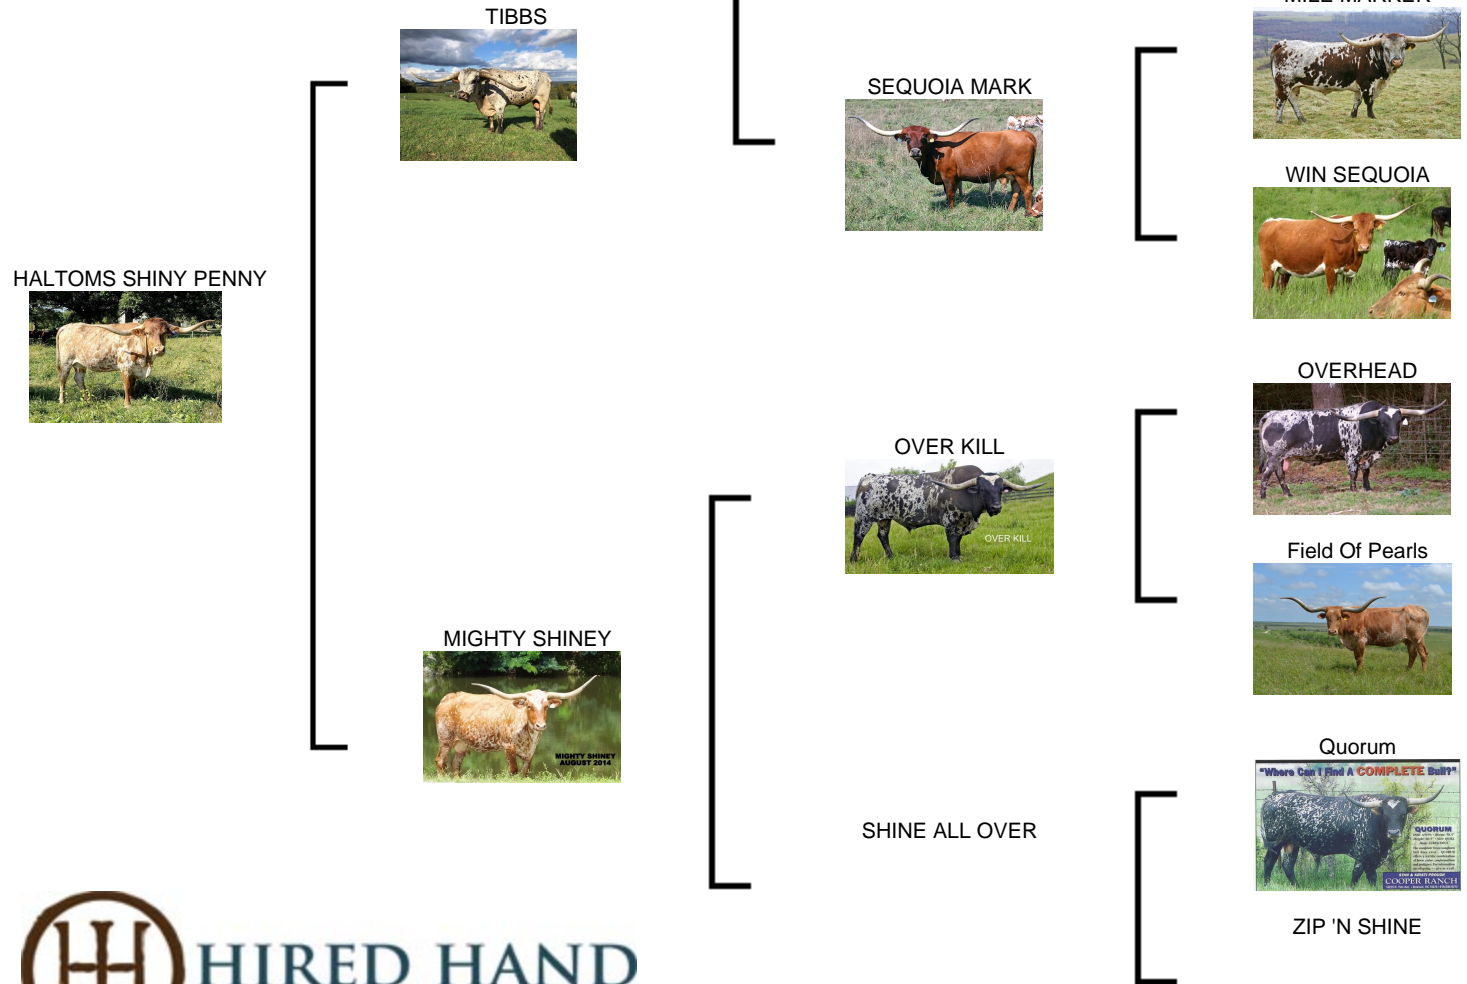 TIBBS
SEQUOIA MARK
WIN SEQUOIA
HALTOMS SHINY PENNY
OVERHEAD
OVER KILL
OVER KILL
Field Of Pearls
MIGHTY SHINEY
MIGHTY SHINEY
AUGUST 2014
Quorum
"Where Can I Find A COMPLETE Bull?"
QUORUM
COOPER RANCH
SHINE ALL OVER
ZIP 'N SHINE
HIRED HAND